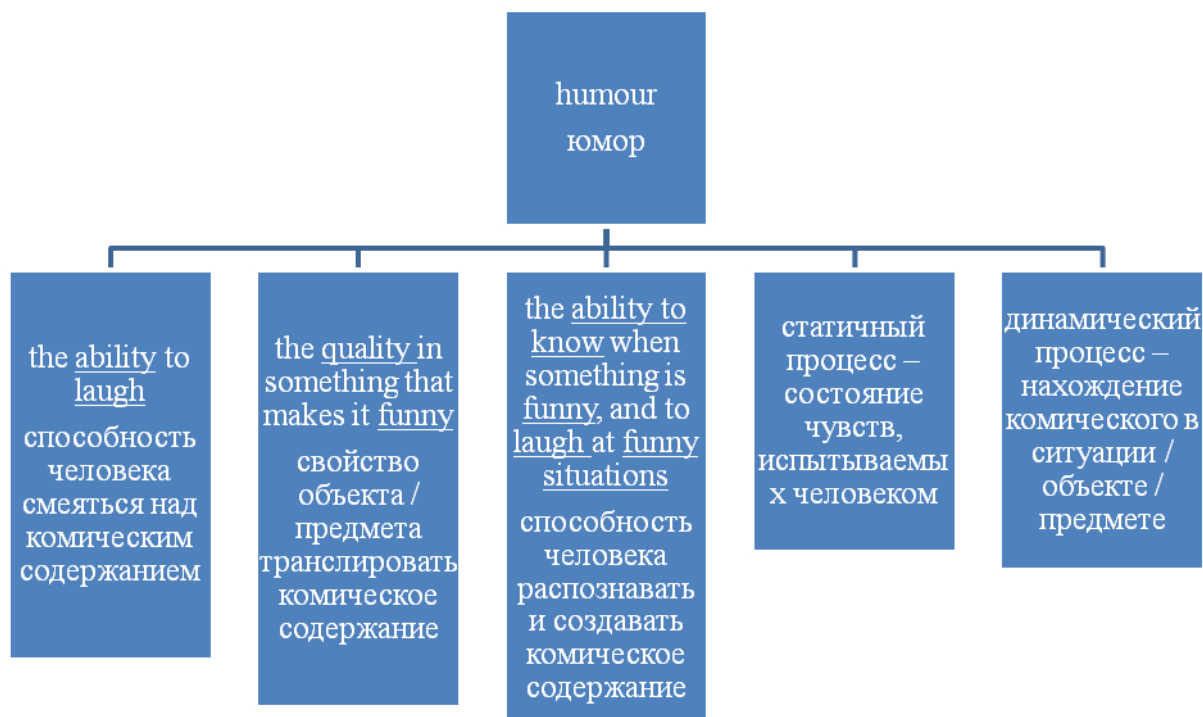 humour
юмор
the ability to
laugh
способность
человека
смеяться над
комическим
содержанием
the quality in
something that
makes it funny
свойство
объекта /
предмета
транслировать
комическое
содержание
the ability to
know when
something is
funny, and to
laugh at funny
situations
способность
человека
распознавать
и создавать
комическое
содержание
статичный
процесс –
состояние
чувств,
испытываемы
х человеком
динамический
процесс –
нахождение
комического в
ситуации /
объекте /
предмете